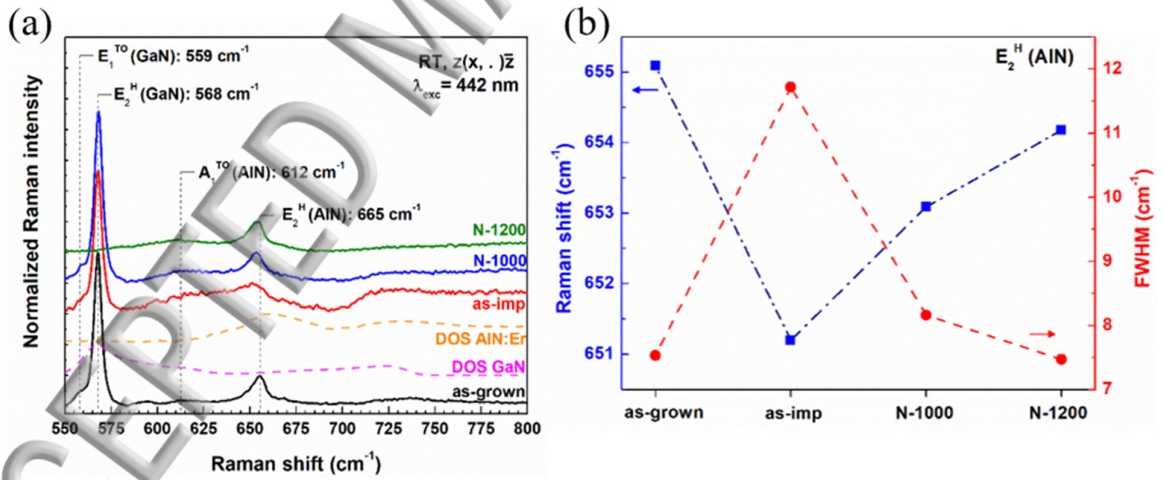 (a)
E₁ᵀᴼ (GaN): 559 cm⁻¹
E₂ᴴ (GaN): 568 cm⁻¹
RT, z(x, . )z̄
λexc = 442 nm
A₁ᵀᴼ (AlN): 612 cm⁻¹
E₂ᴴ (AlN): 665 cm⁻¹
N-1200
N-1000
as-imp
DOS AlN:Er
DOS GaN
as-grown
Normalized Raman intensity
550 575 600 625 650 675 700 725 750 775 800
Raman shift (cm⁻¹)
(b)
E₂ᴴ (AlN)
655
654
653
652
651
Raman shift (cm⁻¹)
12
11
10
9
8
7
FWHM (cm⁻¹)
as-grown as-imp N-1000 N-1200